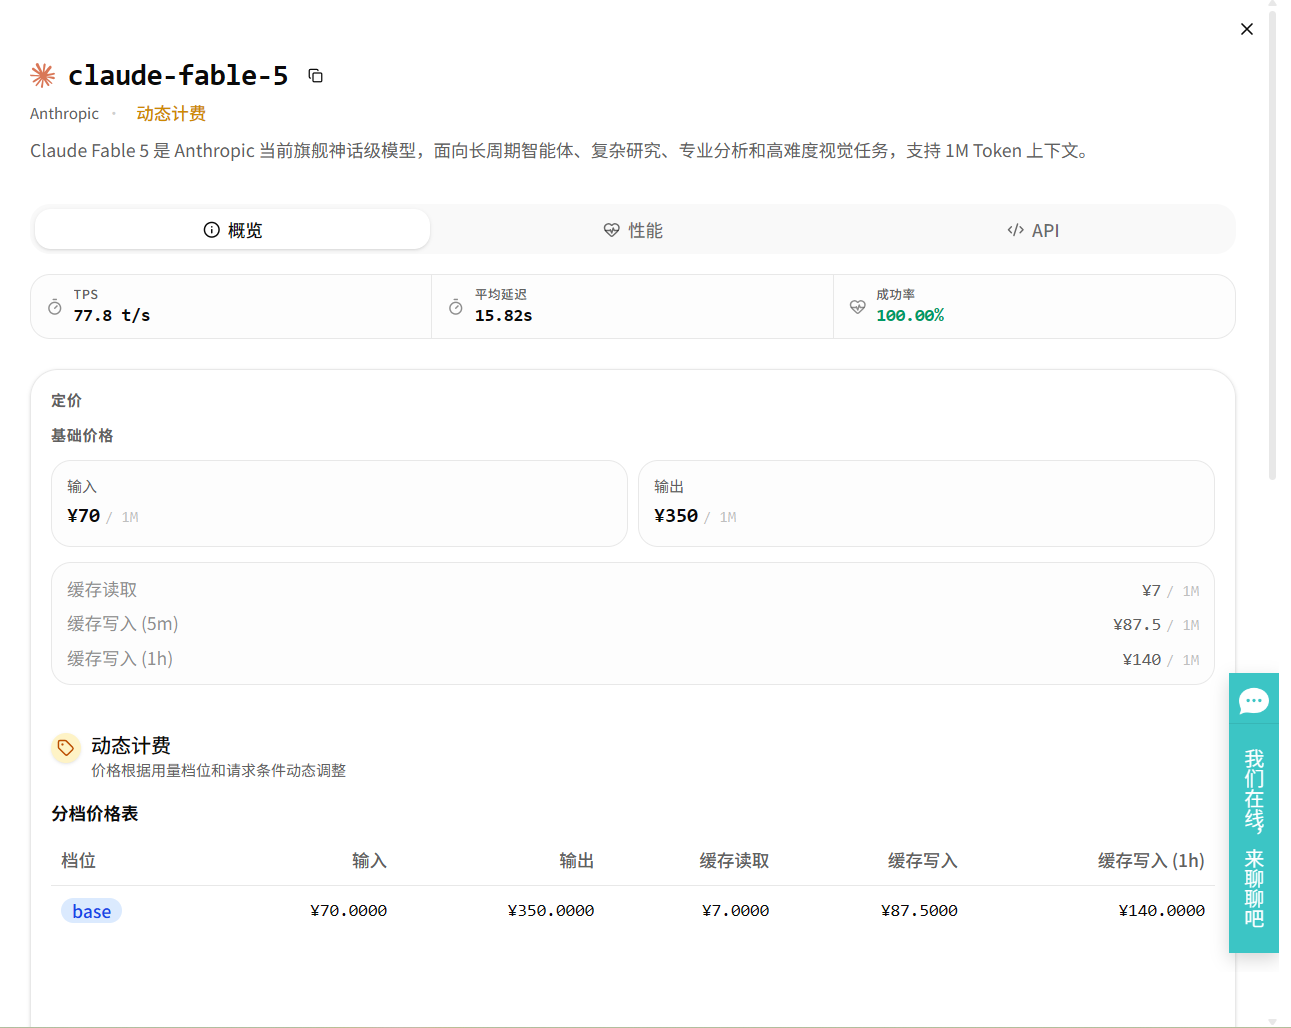 claude-fable-5
Anthropic · 动态计费
Claude Fable 5 是 Anthropic 当前旗舰神话级模型，面向长周期智能体、复杂研究、专业分析和高难度视觉任务，支持 1M Token 上下文。
概览 性能 API
TPS 平均延迟 成功率
77.8 t/s 15.82s 100.00%
定价
基础价格
输入 输出
¥70 / 1M ¥350 / 1M
缓存读取 ¥7 / 1M
缓存写入 (5m) ¥87.5 / 1M
缓存写入 (1h) ¥140 / 1M
动态计费
价格根据用量档位和请求条件动态调整
分档价格表
档位 输入 输出 缓存读取 缓存写入 缓存写入 (1h)
base ¥70.0000 ¥350.0000 ¥7.0000 ¥87.5000 ¥140.0000
我们在线，来聊聊吧